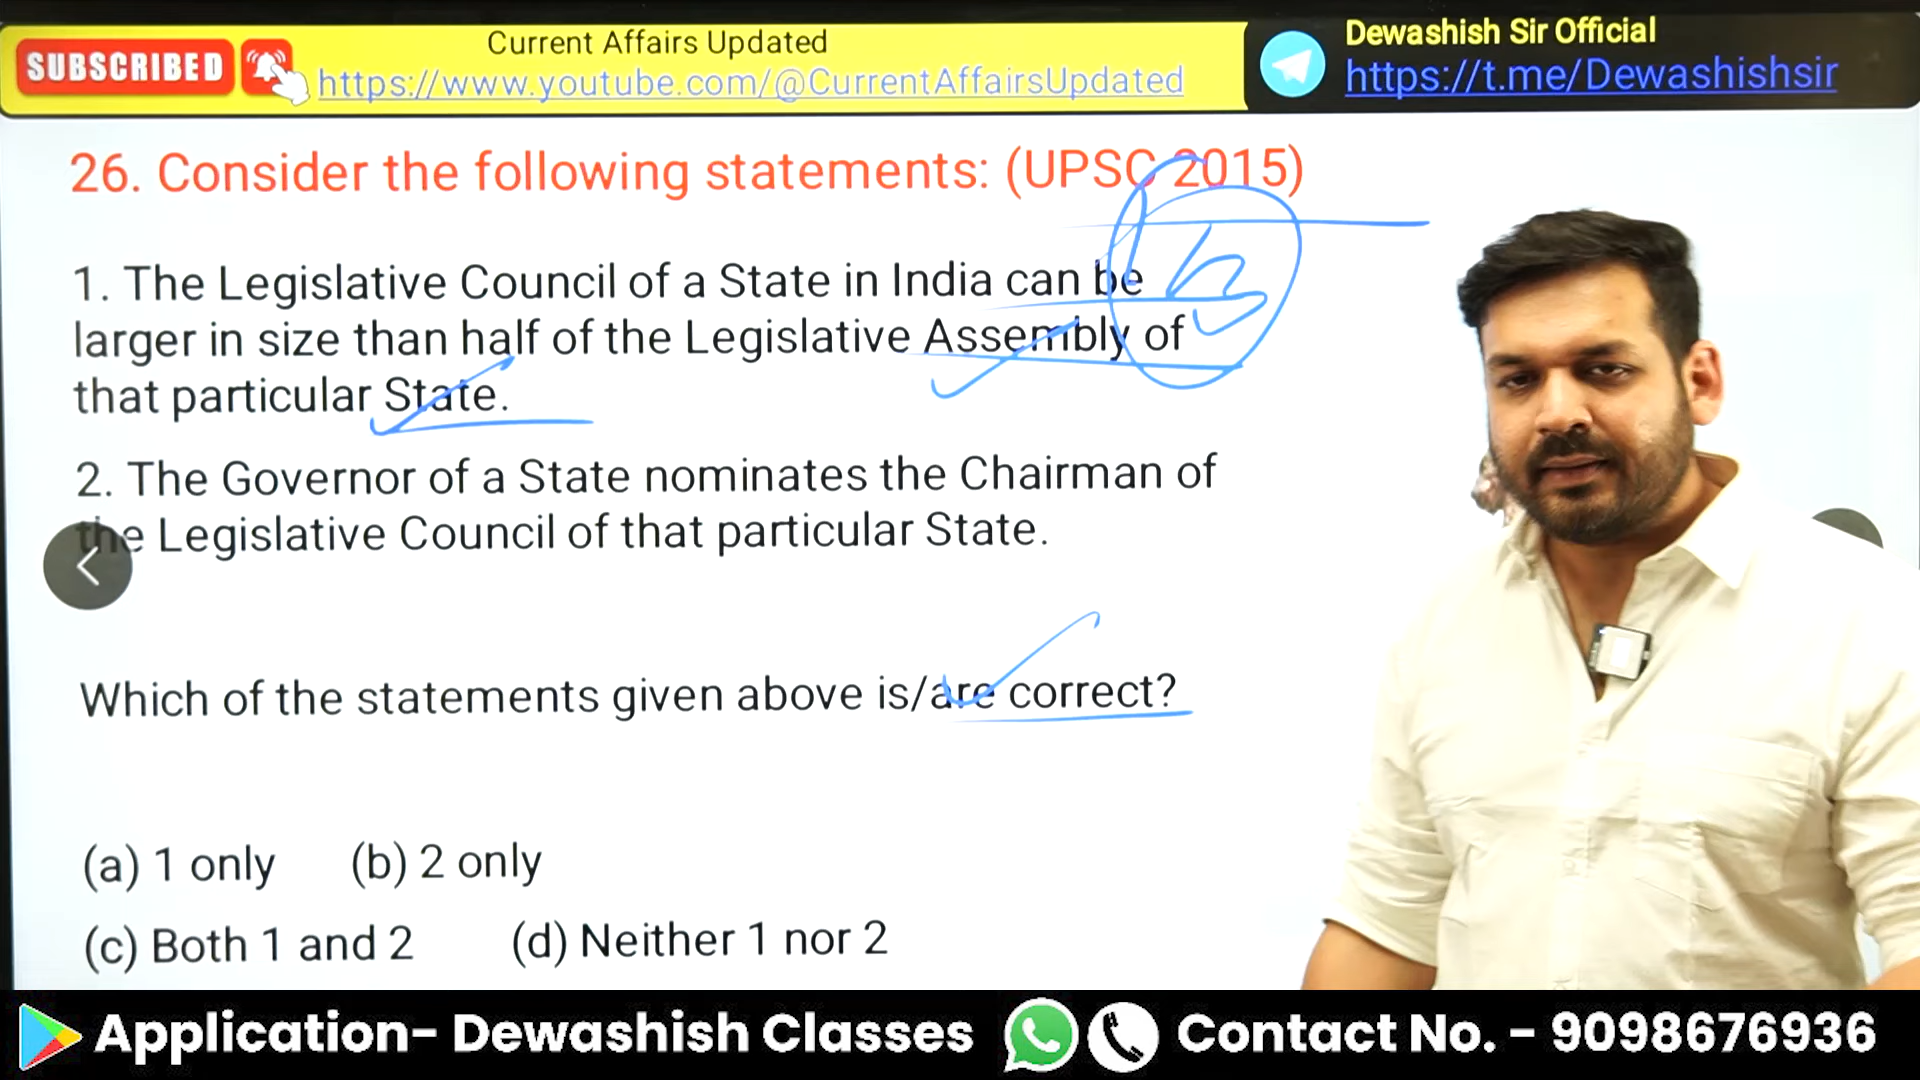 SUBSCRIBED
Current Affairs Updated
https://www.youtube.com/@CurrentAffairsUpdated
Dewashish Sir Official
https://t.me/Dewashishsir
26. Consider the following statements: (UPSC 2015)
1. The Legislative Council of a State in India can be
larger in size than half of the Legislative Assembly of
that particular State.
2. The Governor of a State nominates the Chairman of
the Legislative Council of that particular State.
Which of the statements given above is/are correct?
(a) 1 only (b) 2 only
(c) Both 1 and 2 (d) Neither 1 nor 2
Application- Dewashish Classes Contact No. - 9098676936